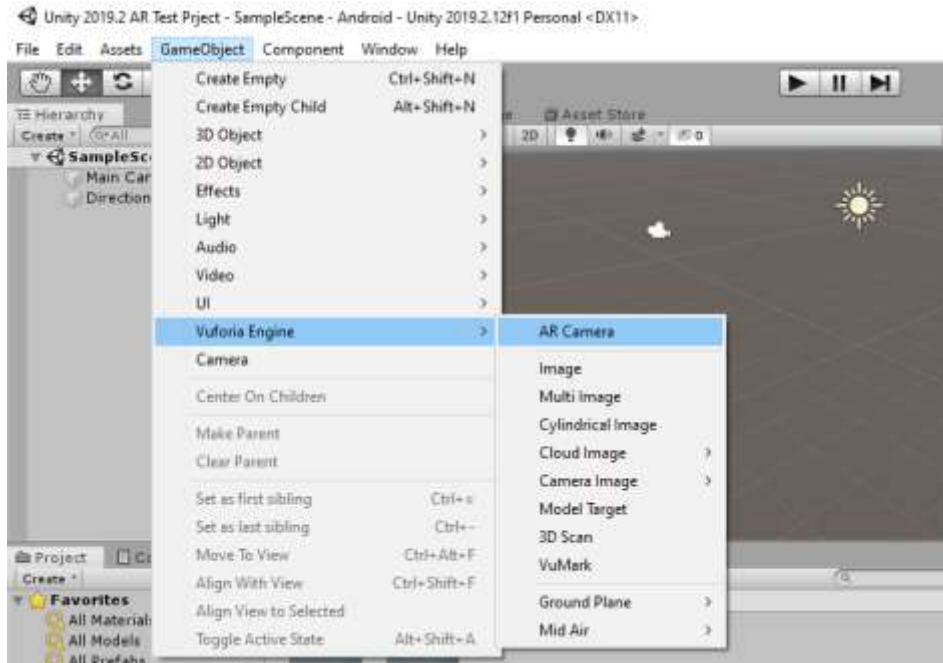 Unity 2019.2 AR Test Prject - SampleScene - Android - Unity 2019.2.12f1 Personal <DX11>
File Edit Assets GameObject Component Window Help
Hierarchy
Create All
SampleSc
Main Car
Direction
Create Empty Ctrl+Shift+N
Create Empty Child Alt+Shift+N
3D Object
2D Object
Effects
Light
Audio
Video
UI
Vuforia Engine
Camera
Center On Children
Make Parent
Clear Parent
Set as first sibling Ctrl+=
Set as last sibling Ctrl+-
Move To View Ctrl+Alt+F
Align With View Ctrl+Shift+F
Align View to Selected
Toggle Active State Alt+Shift+A
Asset Store
2D 0
AR Camera
Image
Multi Image
Cylindrical Image
Cloud Image
Camera Image
Model Target
3D Scan
VuMark
Ground Plane
Mid Air
Project Co
Create
Favorites
All Material
All Models
All Prefabs